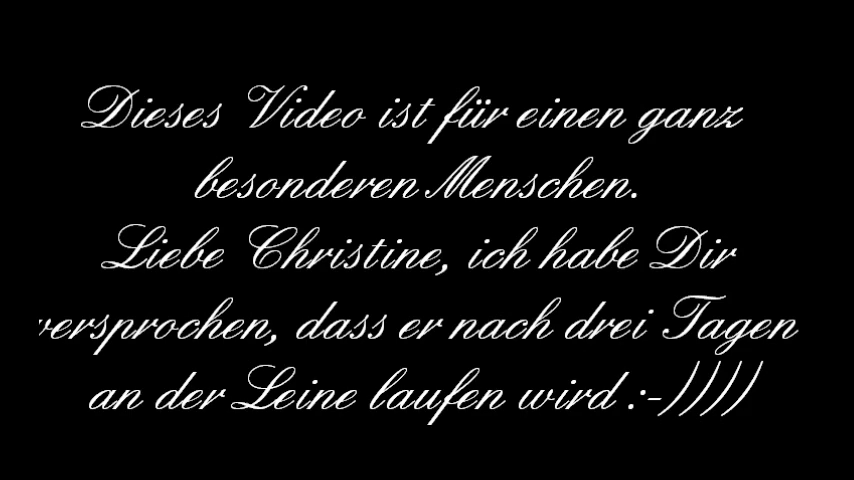 Dieses Video ist für einen ganz
besonderen Menschen.
Liebe Christine, ich habe Dir
versprochen, dass er nach drei Tagen
an der Leine laufen wird :-))))